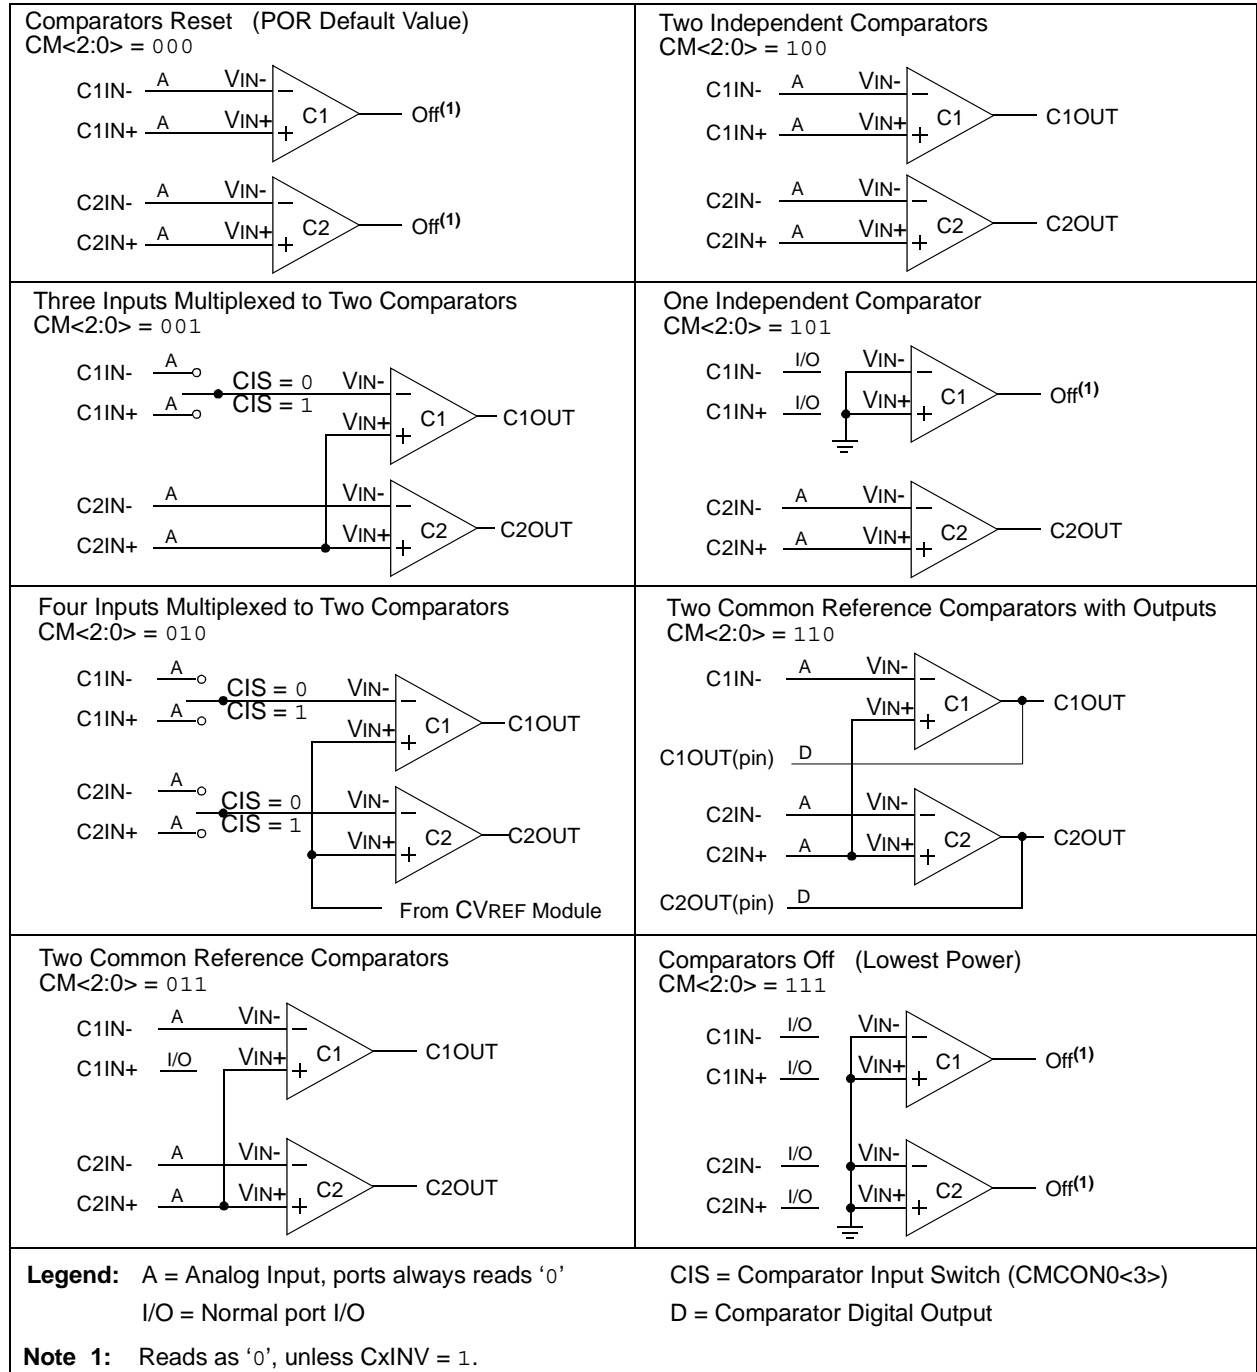 Comparators Reset (POR Default Value)
CM<2:0> = 000
C1IN- A VIN-
C1IN+ A VIN+
C1 Off(1)
C2IN- A VIN-
C2IN+ A VIN+
C2 Off(1)
Two Independent Comparators
CM<2:0> = 100
C1IN- A VIN-
C1IN+ A VIN+
C1 C1OUT
C2IN- A VIN-
C2IN+ A VIN+
C2 C2OUT
Three Inputs Multiplexed to Two Comparators
CM<2:0> = 001
C1IN- A
CIS = 0 VIN-
C1IN+ A CIS = 1
VIN+ C1 C1OUT
C2IN- A VIN-
C2IN+ A VIN+
C2 C2OUT
One Independent Comparator
CM<2:0> = 101
C1IN- I/O VIN-
C1IN+ I/O VIN+
C1 Off(1)
C2IN- A VIN-
C2IN+ A VIN+
C2 C2OUT
Four Inputs Multiplexed to Two Comparators
CM<2:0> = 010
C1IN- A
CIS = 0 VIN-
C1IN+ A CIS = 1
VIN+ C1 C1OUT
C2IN- A
CIS = 0 VIN-
C2IN+ A CIS = 1
VIN+ C2 C2OUT
From CVREF Module
Two Common Reference Comparators with Outputs
CM<2:0> = 110
C1IN- A VIN-
VIN+ C1 C1OUT
C1OUT(pin) D
C2IN- A VIN-
C2IN+ A VIN+
C2 C2OUT
C2OUT(pin) D
Two Common Reference Comparators
CM<2:0> = 011
C1IN- A VIN-
C1IN+ I/O VIN+
C1 C1OUT
C2IN- A VIN-
C2IN+ A VIN+
C2 C2OUT
Comparators Off (Lowest Power)
CM<2:0> = 111
C1IN- I/O VIN-
C1IN+ I/O VIN+
C1 Off(1)
C2IN- I/O VIN-
C2IN+ I/O VIN+
C2 Off(1)
Legend: A = Analog Input, ports always reads ‘0’ CIS = Comparator Input Switch (CMCON0<3>)
I/O = Normal port I/O D = Comparator Digital Output
Note 1: Reads as ‘0’, unless CxINV = 1.